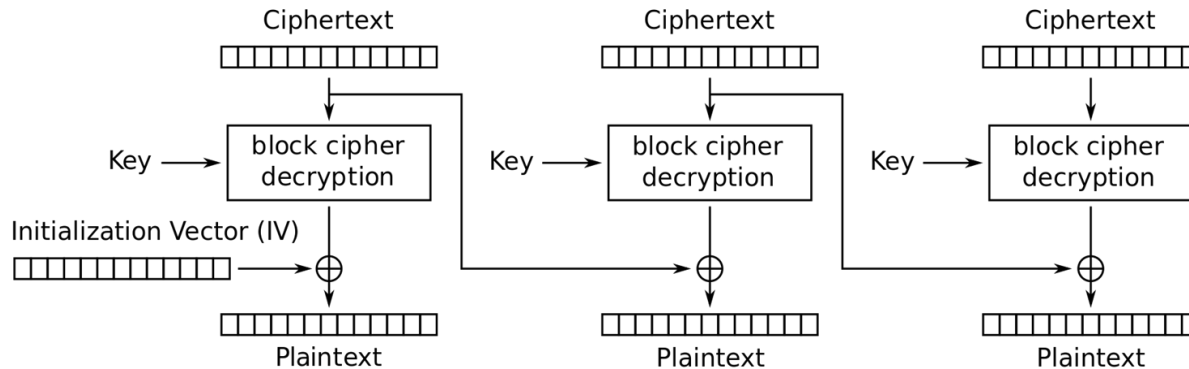 Ciphertext
Ciphertext
Ciphertext
Key
block cipher
decryption
Key
block cipher
decryption
Key
block cipher
decryption
Initialization Vector (IV)
Plaintext
Plaintext
Plaintext